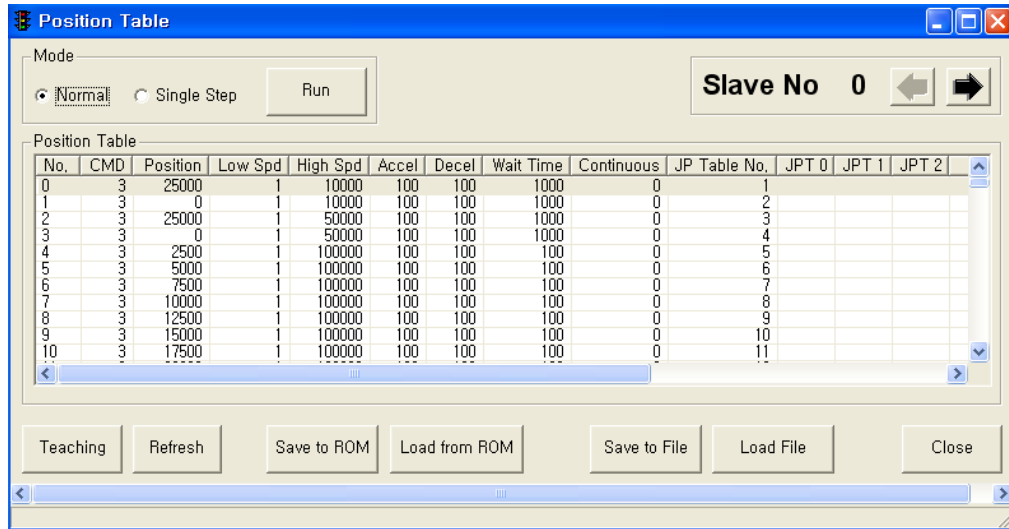 Position Table
Mode
Normal Single Step Run
Slave No 0
Position Table
No. CMD Position Low Spd High Spd Accel Decel Wait Time Continuous JP Table No. JPT 0 JPT 1 JPT 2
0 3 25000 1 10000 100 100 1000 0 1
1 3 0 1 10000 100 100 1000 0 2
2 3 25000 1 50000 100 100 1000 0 3
3 3 0 1 50000 100 100 1000 0 4
4 3 2500 1 100000 100 100 100 0 5
5 3 5000 1 100000 100 100 100 0 6
6 3 7500 1 100000 100 100 100 0 7
7 3 10000 1 100000 100 100 100 0 8
8 3 12500 1 100000 100 100 100 0 9
9 3 15000 1 100000 100 100 100 0 10
10 3 17500 1 100000 100 100 100 0 11
Teaching Refresh Save to ROM Load from ROM Save to File Load File Close